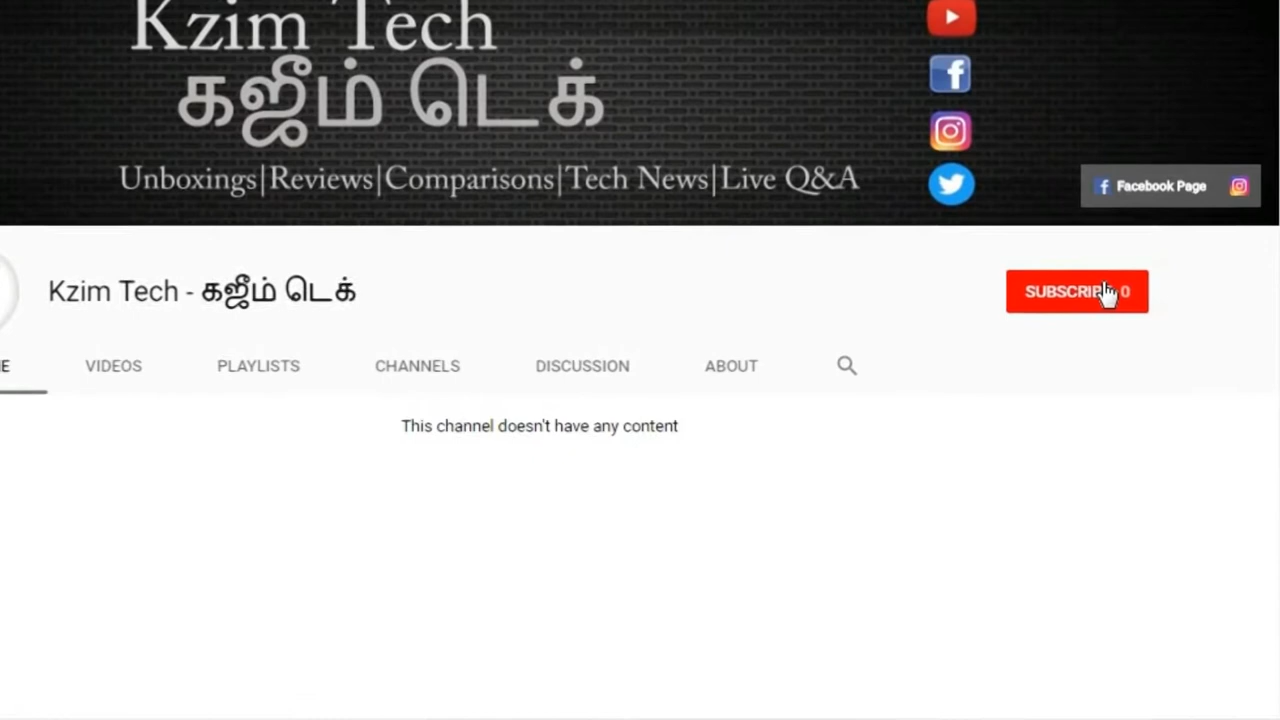 Kzim Tech
கஜீம் டெக்
Unboxings|Reviews|Comparisons|Tech News|Live Q&A
Facebook Page
Kzim Tech - கஜீம் டெக்
SUBSCRIBE 0
VIDEOS PLAYLISTS CHANNELS DISCUSSION ABOUT
This channel doesn't have any content